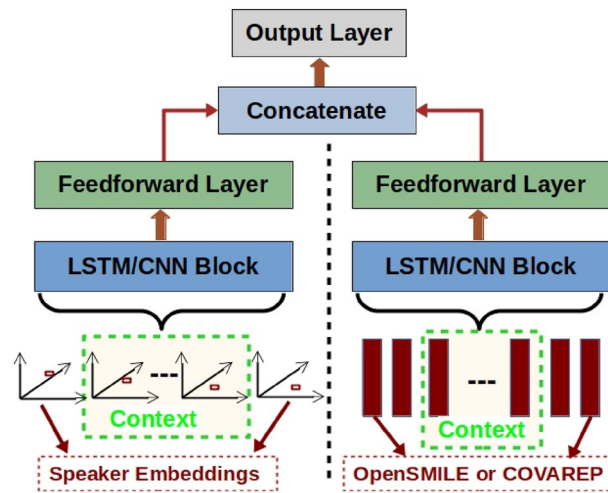 Output Layer
Concatenate
Feedforward Layer
Feedforward Layer
LSTM/CNN Block
LSTM/CNN Block
Context
Context
Speaker Embeddings
OpenSMILE or COVAREP